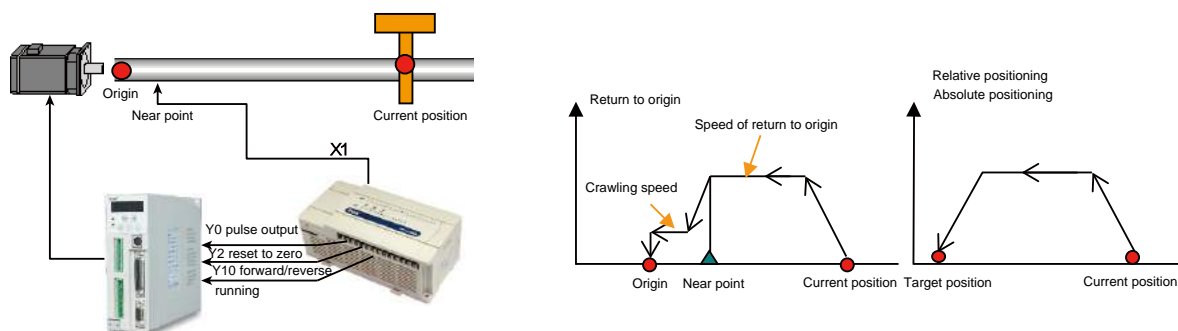 Origin
Near point
Current position
X1
Y0 pulse output
Y2 reset to zero
Y10 forward/reverse
running
Return to origin
Speed of return to origin
Crawling speed
Origin
Near point
Current position
Relative positioning
Absolute positioning
Target position
Current position